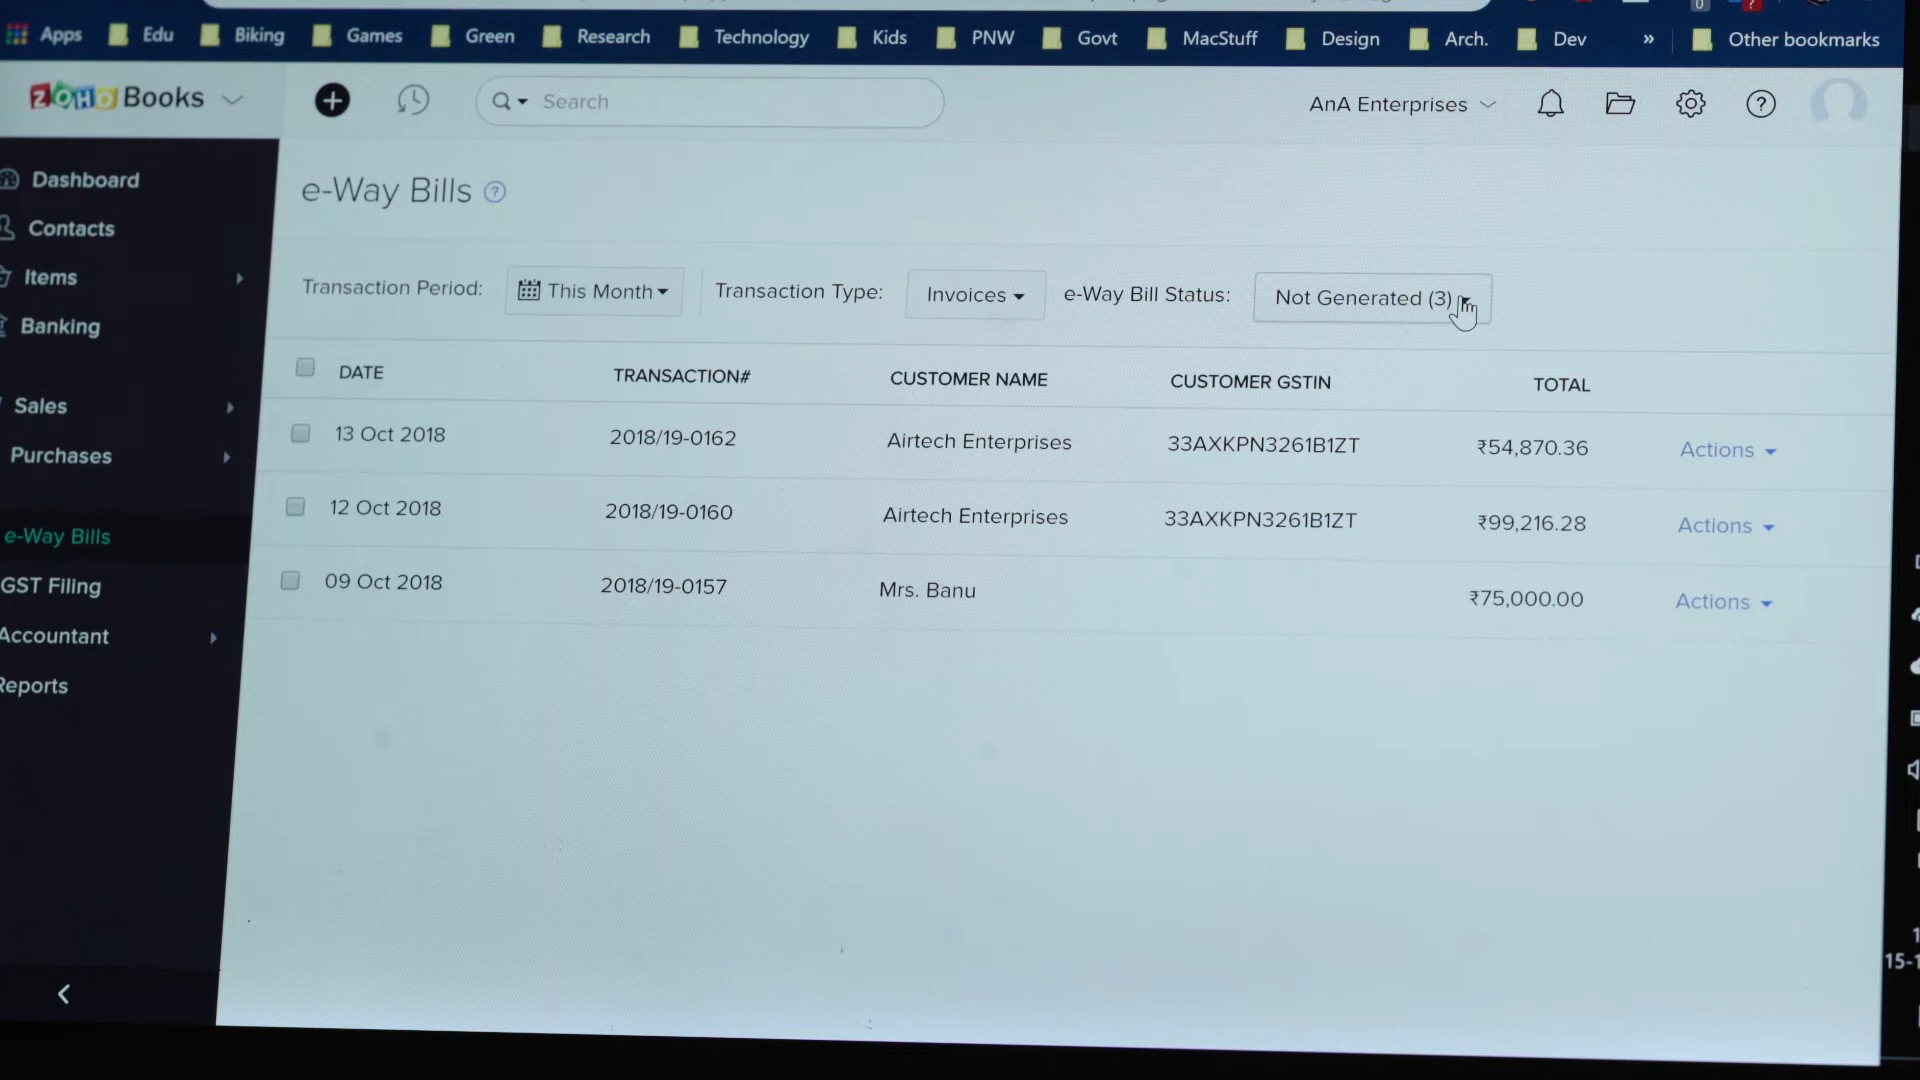 Apps Edu Biking Games Green Research Technology Kids PNW Govt MacStuff Design Arch. Dev » Other bookmarks
ZOHO Books
Search
AnA Enterprises
Dashboard
Contacts
Items
Banking
Sales
Purchases
e-Way Bills
GST Filing
Accountant
Reports
e-Way Bills
Transaction Period: This Month Transaction Type: Invoices e-Way Bill Status: Not Generated (3)
DATE TRANSACTION# CUSTOMER NAME CUSTOMER GSTIN TOTAL
13 Oct 2018 2018/19-0162 Airtech Enterprises 33AXKPN3261B1ZT ₹54,870.36 Actions
12 Oct 2018 2018/19-0160 Airtech Enterprises 33AXKPN3261B1ZT ₹99,216.28 Actions
09 Oct 2018 2018/19-0157 Mrs. Banu ₹75,000.00 Actions